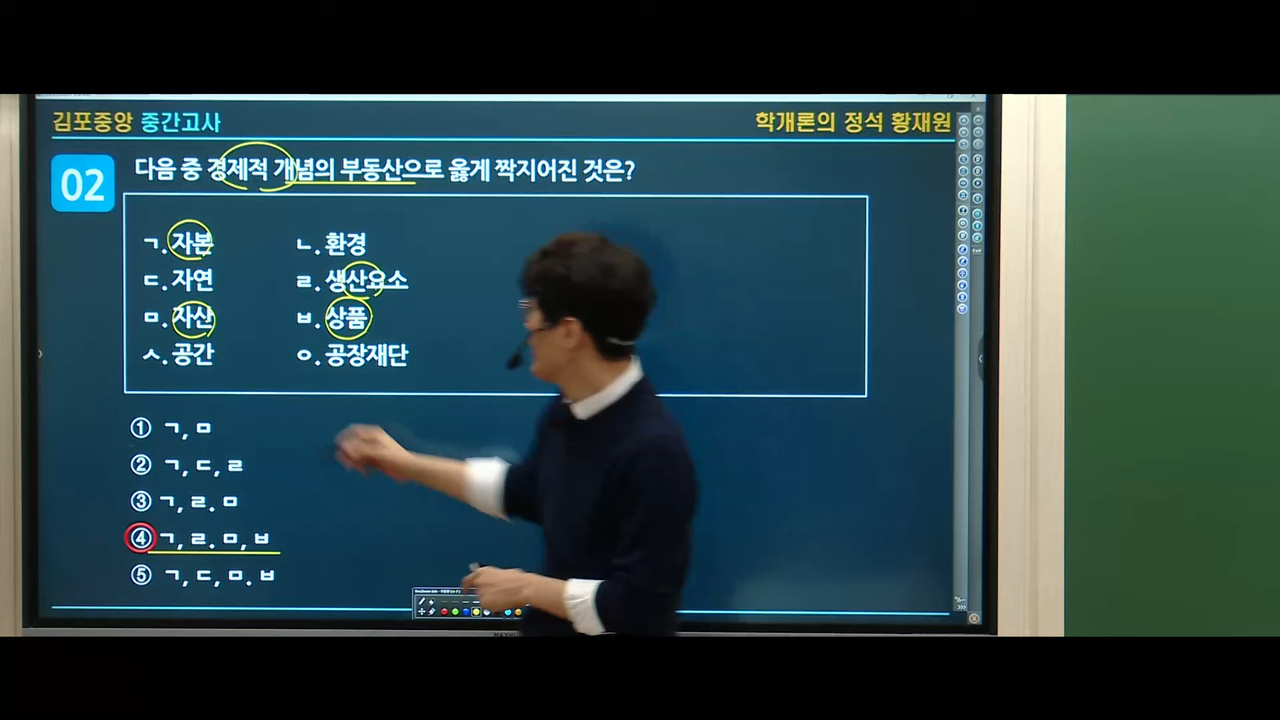 김포중앙 중간고사
학개론의 정석 황재원
02
다음 중 경제적 개념의 부동산으로 옳게 짝지어진 것은?
ㄱ. 자본 ㄴ. 환경
ㄷ. 자연 ㄹ. 생산요소
ㅁ. 자산 ㅂ. 상품
ㅅ. 공간 ㅇ. 공장재단
① ㄱ, ㅁ
② ㄱ, ㄷ, ㄹ
③ ㄱ, ㄹ. ㅁ
④ ㄱ, ㄹ. ㅁ, ㅂ
⑤ ㄱ, ㄷ, ㅁ. ㅂ